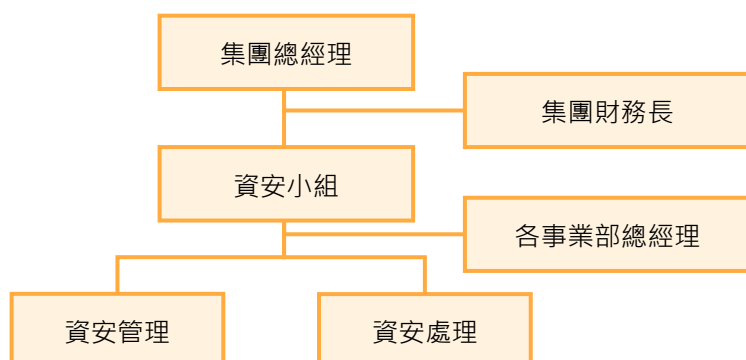 集團總經理
集團財務長
資安小組
各事業部總經理
資安管理
資安處理